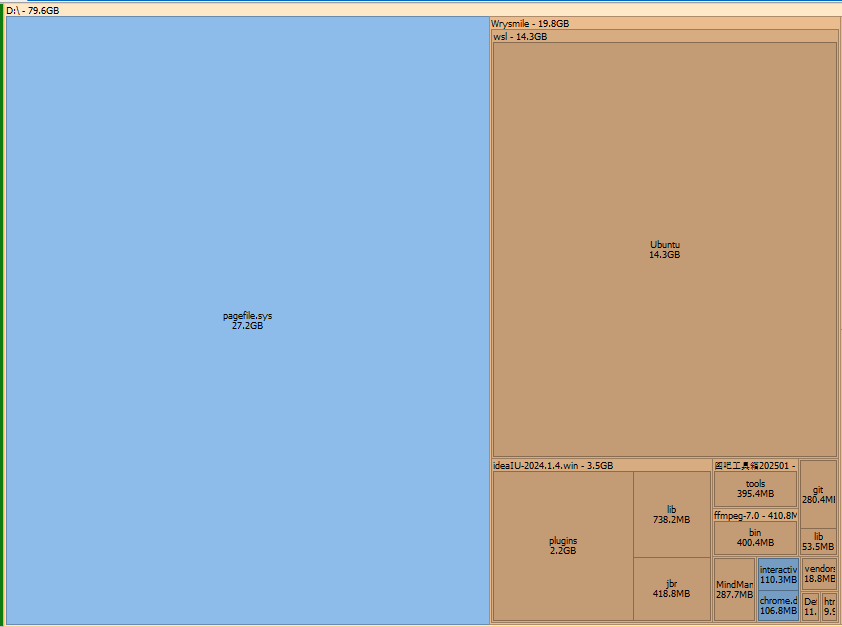 D:\ - 79.6GB
Wrysmile - 19.8GB
wsl - 14.3GB
Ubuntu
14.3GB
pagefile.sys
27.2GB
ideaIU-2024.1.4.win - 3.5GB
plugins
2.2GB
lib
738.2MB
jbr
418.8MB
图吧工具箱202501 -
tools
395.4MB
ffmpeg-7.0 - 410.8M
bin
400.4MB
git
280.4MB
lib
53.5MB
MindMan
287.7MB
interactiv
110.3MB
chrome.d
106.8MB
vendors
18.8MB
De
11.
htr
9.9